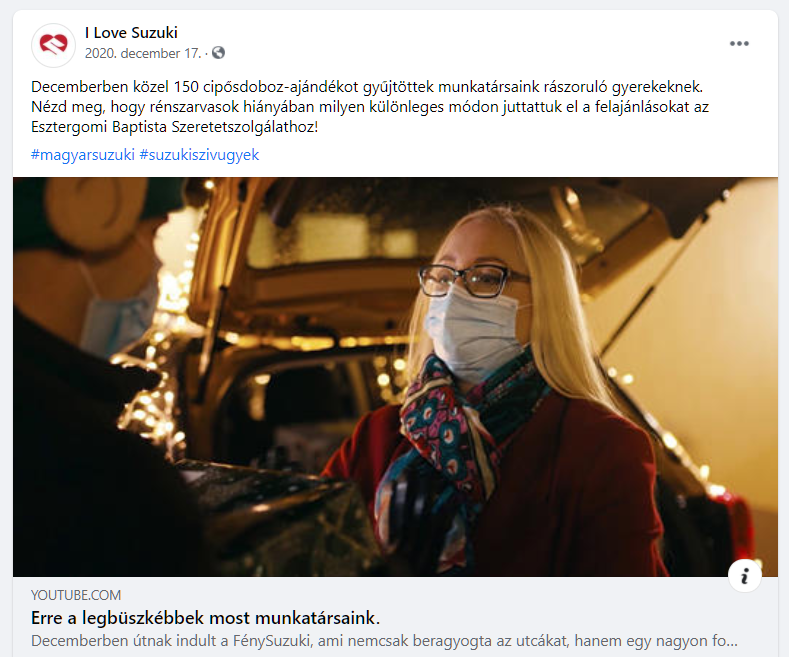 I Love Suzuki
2020. december 17. ·
Decemberben közel 150 cipősdoboz-ajándékot gyűjtöttek munkatársaink rászoruló gyerekeknek.
Nézd meg, hogy rénszarvasok hiányában milyen különleges módon juttattuk el a felajánlásokat az
Esztergomi Baptista Szeretetszolgálathoz!
#magyarsuzuki #suzukiszivugyek
i
YOUTUBE.COM
Erre a legbüszkébbek most munkatársaink.
Decemberben útnak indult a FénySuzuki, ami nemcsak beragyogta az utcákat, hanem egy nagyon fo...